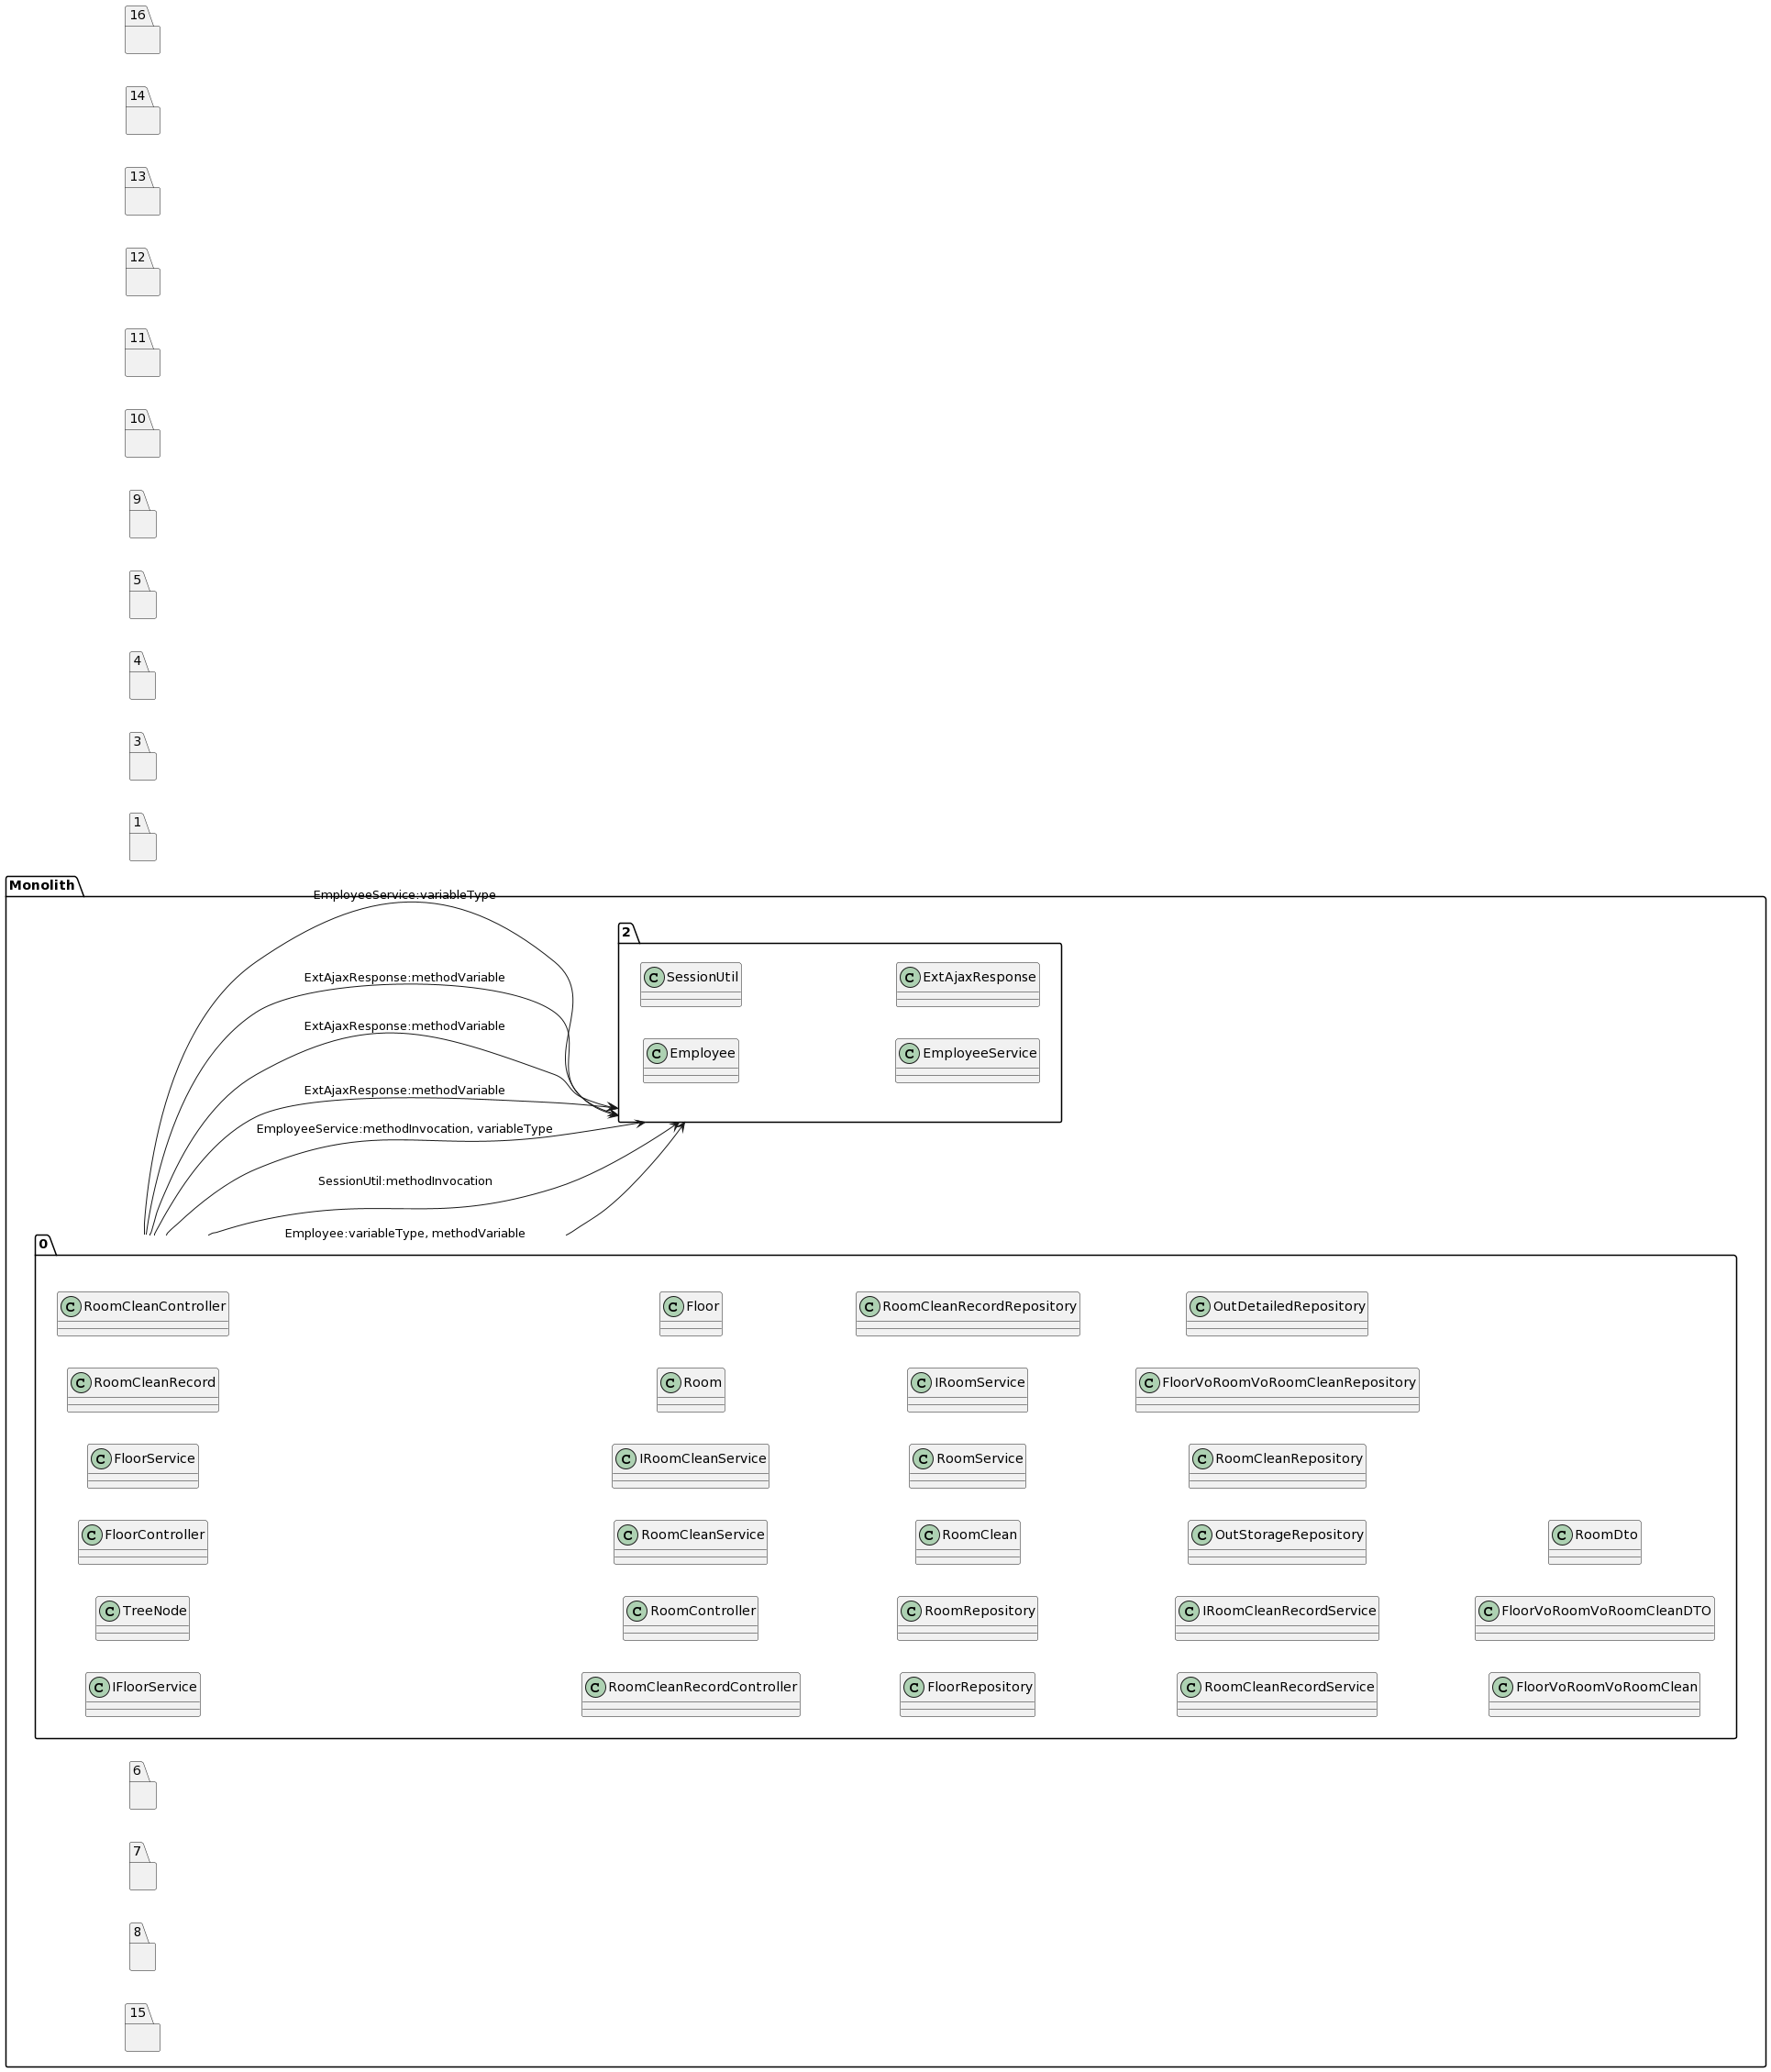 16
14
13
12
11
10
9
5
4
3
1
Monolith
EmployeeService:variableType
2
SessionUtil
ExtAjaxResponse
ExtAjaxResponse:methodVariable
ExtAjaxResponse:methodVariable
Employee
EmployeeService
ExtAjaxResponse:methodVariable
EmployeeService:methodInvocation, variableType
SessionUtil:methodInvocation
Employee:variableType, methodVariable
0
RoomCleanController
Floor
RoomCleanRecordRepository
OutDetailedRepository
RoomCleanRecord
Room
IRoomService
FloorVoRoomVoRoomCleanRepository
FloorService
IRoomCleanService
RoomService
RoomCleanRepository
FloorController
RoomCleanService
RoomClean
OutStorageRepository
RoomDto
TreeNode
RoomController
RoomRepository
IRoomCleanRecordService
FloorVoRoomVoRoomCleanDTO
IFloorService
RoomCleanRecordController
FloorRepository
RoomCleanRecordService
FloorVoRoomVoRoomClean
6
7
8
15